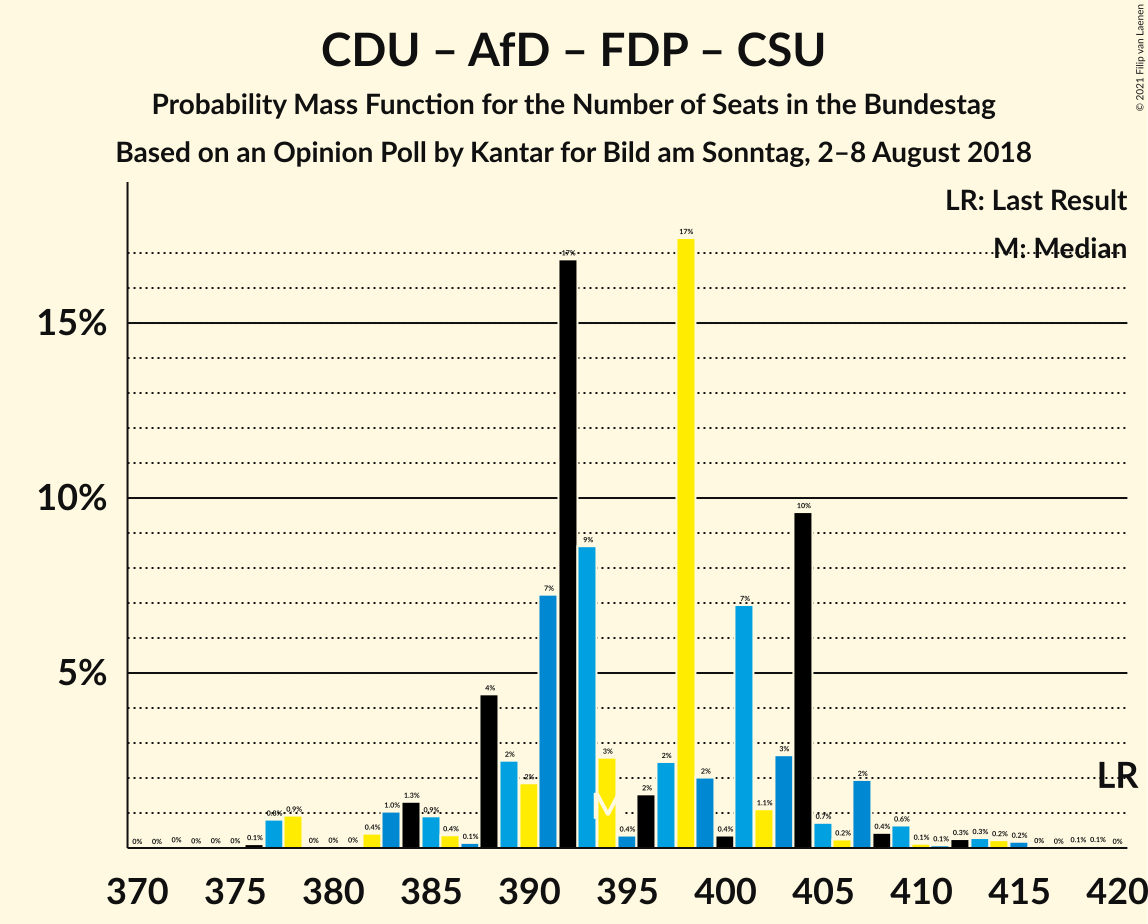 CDU – AfD – FDP – CSU
Probability Mass Function for the Number of Seats in the Bundestag
Based on an Opinion Poll by Kantar for Bild am Sonntag, 2–8 August 2018
© 2021 Filip van Laenen
LR: Last Result
M: Median
15%
10%
5%
0% 0% 0% 0% 0% 0% 0.1% 0.8% 0.9% 0% 0% 0% 0.4% 1.0% 1.3% 0.9% 0.4% 0.1% 4% 2% 2% 7% 17% 9% 3% 0.4% 2% 2% 17% 2% 0.4% 7% 1.1% 3% 10% 0.7% 0.2% 2% 0.4% 0.6% 0.1% 0.1% 0.3% 0.3% 0.2% 0.2% 0% 0% 0.1% 0.1% 0%
M
LR
370 375 380 385 390 395 400 405 410 415 420